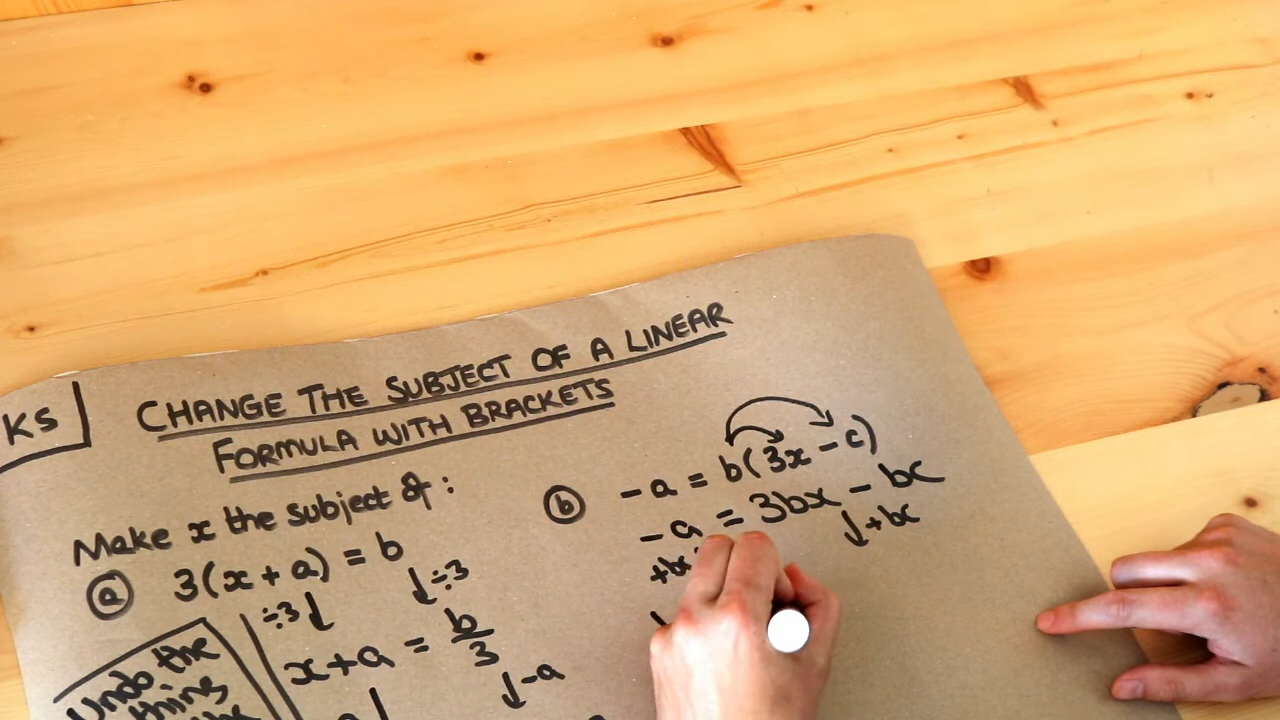 KS
CHANGE THE SUBJECT OF A LINEAR
FORMULA WITH BRACKETS
Make x the subject of:
(a) 3(x + a) = b
÷3 ÷3
x + a = b/3
-a
Undo the
thing
(b) -a = b(3x - c)
-a = 3bx - bc
+bc +bc